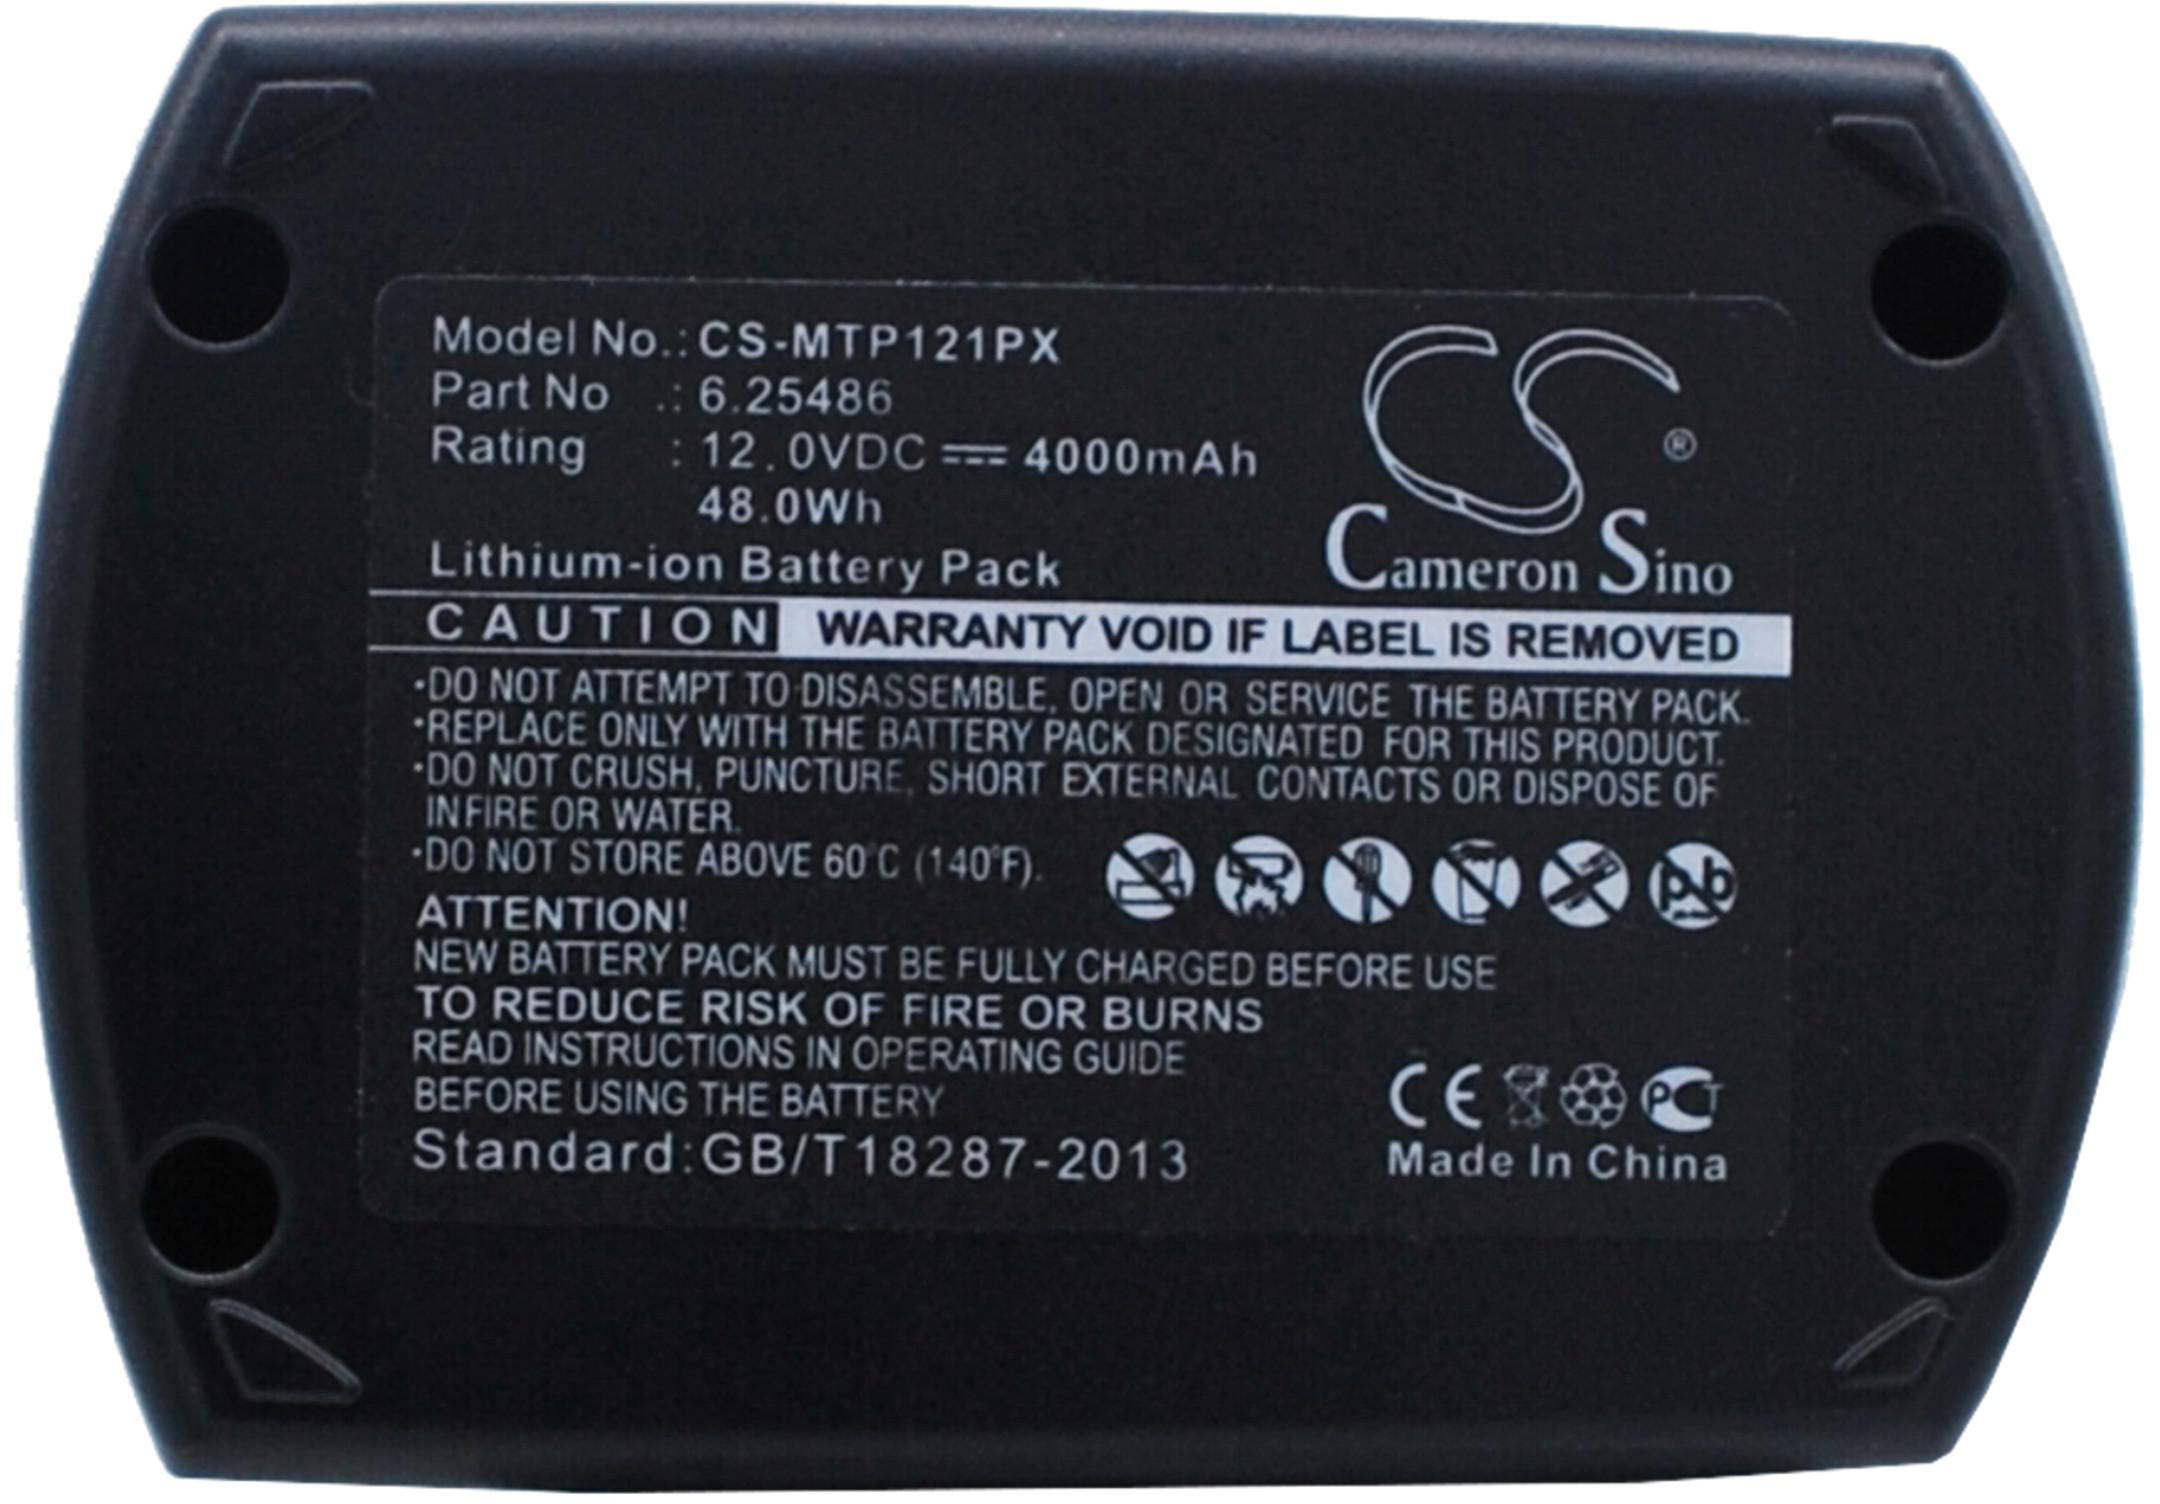 Model No.: CS-MTP121PX
Part No .: 6.25486
Rating : 12.0VDC 4000mAh
48.0Wh
Lithium-ion Battery Pack
CS ®
Cameron Sino
CAUTION WARRANTY VOID IF LABEL IS REMOVED
·DO NOT ATTEMPT TO DISASSEMBLE, OPEN OR SERVICE THE BATTERY PACK.
·REPLACE ONLY WITH THE BATTERY PACK DESIGNATED FOR THIS PRODUCT.
·DO NOT CRUSH, PUNCTURE, SHORT EXTERNAL CONTACTS OR DISPOSE OF
IN FIRE OR WATER.
·DO NOT STORE ABOVE 60°C (140°F).
Pb
ATTENTION!
NEW BATTERY PACK MUST BE FULLY CHARGED BEFORE USE
TO REDUCE RISK OF FIRE OR BURNS
READ INSTRUCTIONS IN OPERATING GUIDE
BEFORE USING THE BATTERY
CE PCT
Standard:GB/T18287-2013
Made In China